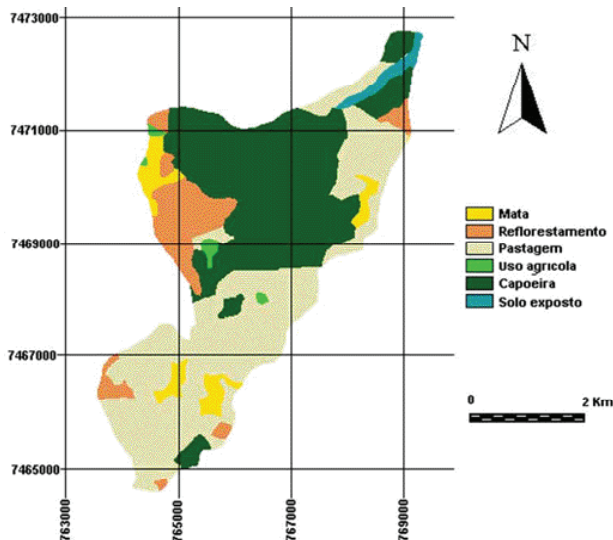 7473000
7471000
7469000
7467000
7465000
763000
765000
767000
769000
N
Mata
Reflorestamento
Pastagem
Uso agrícola
Capoeira
Solo exposto
0 2 Km